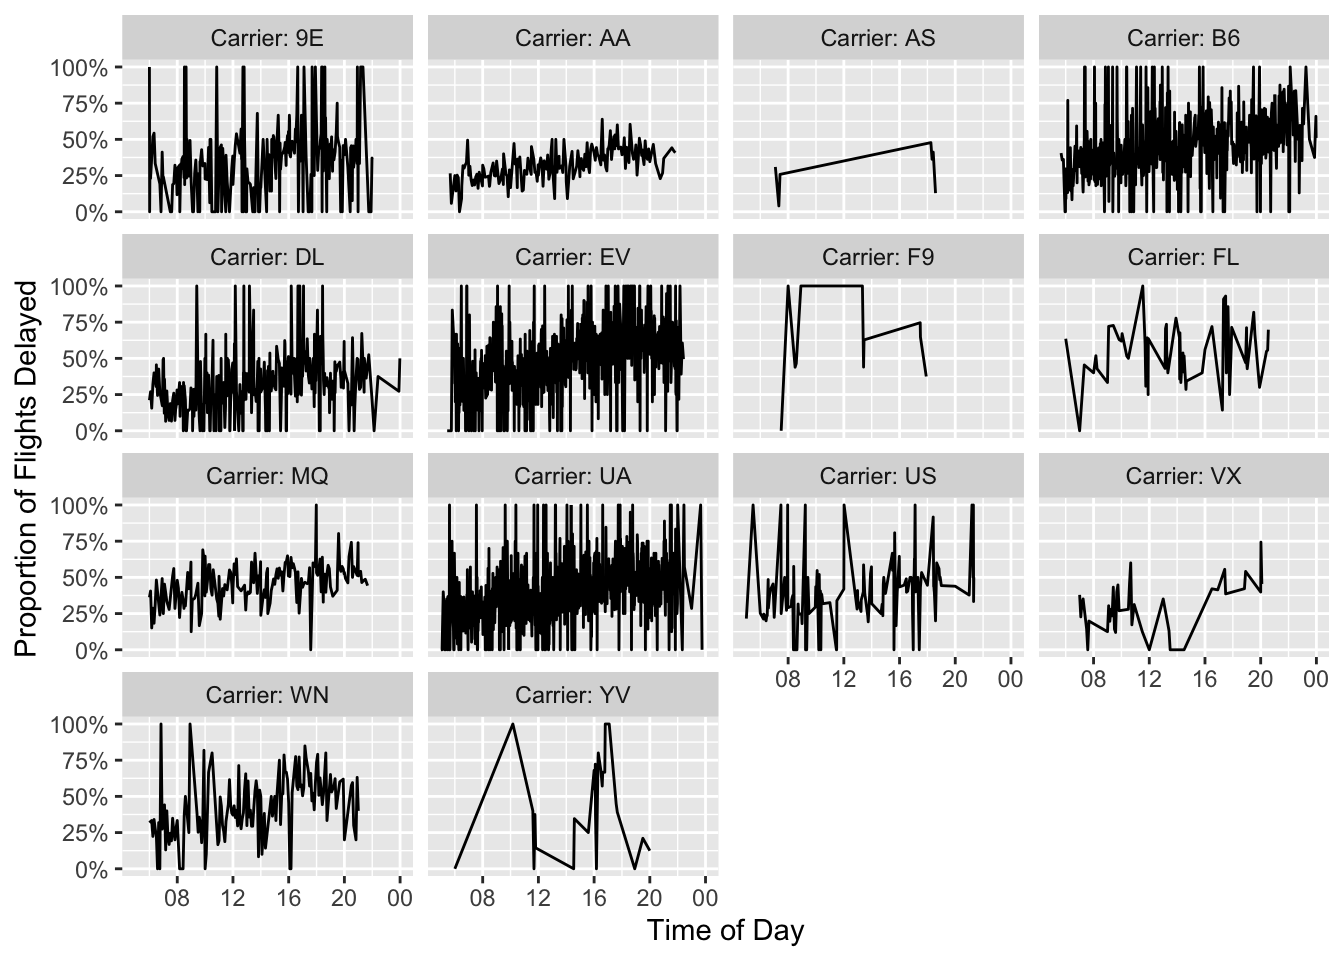 Carrier: 9E Carrier: AA Carrier: AS Carrier: B6
100%
75%
50%
25%
0%
Carrier: DL Carrier: EV Carrier: F9 Carrier: FL
100%
75%
50%
25%
0%
Carrier: MQ Carrier: UA Carrier: US Carrier: VX
100%
75%
50%
25%
0%
08 12 16 20 00 08 12 16 20 00
Carrier: WN Carrier: YV
100%
75%
50%
25%
0%
08 12 16 20 00 08 12 16 20 00
Time of Day
Proportion of Flights Delayed